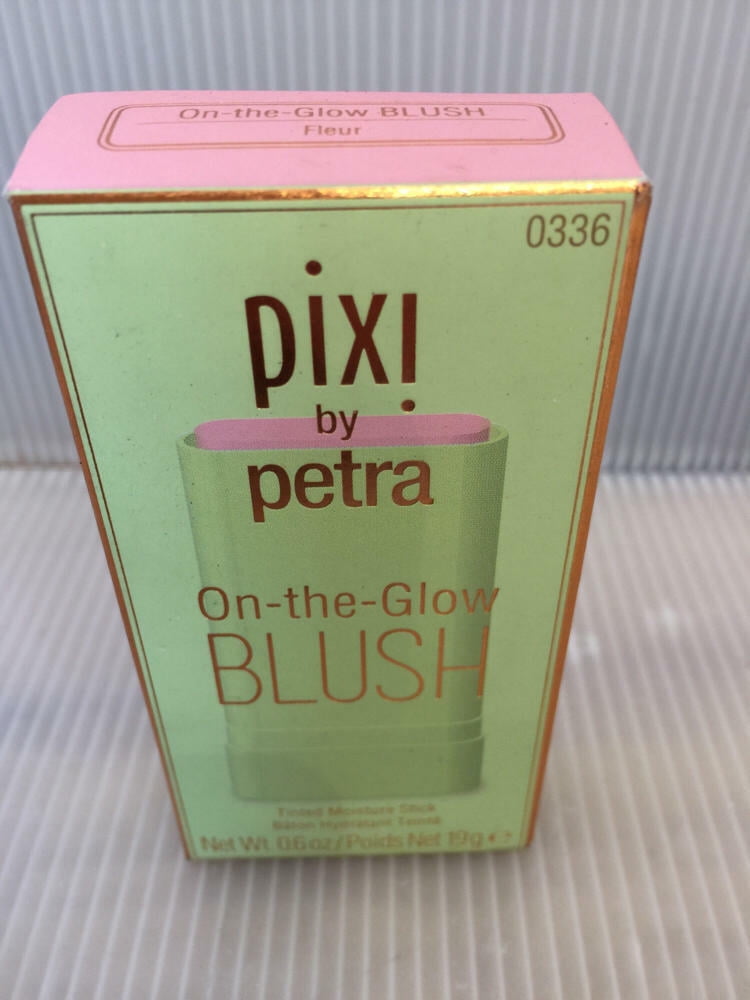 On-the-Glow BLUSH
Fleur
0336
pixi
by
petra
On-the-Glow
BLUSH
Tinted Moisture Stick
Bâton Hydratant Teinté
Net Wt. 0.6 oz / Poids Net 19 g ℮